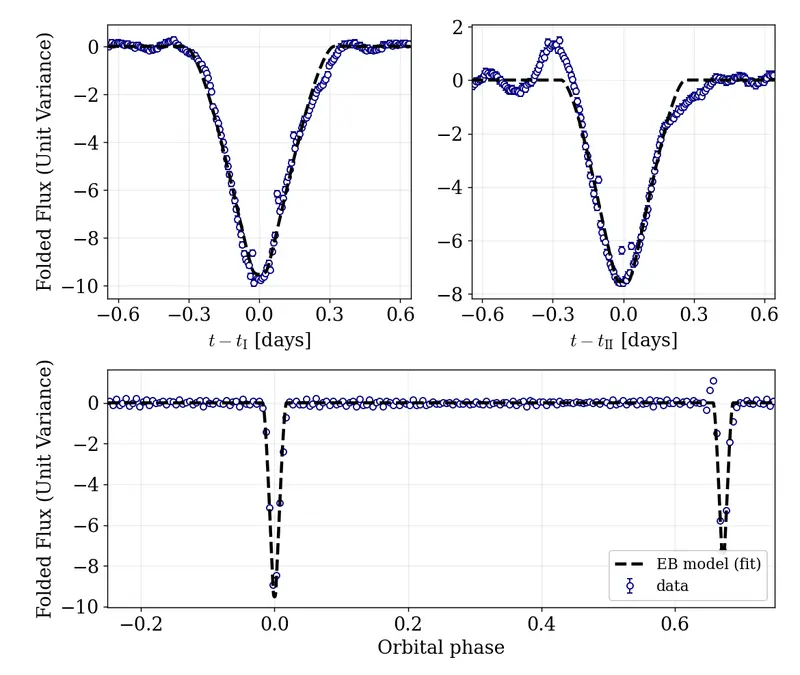 Folded Flux (Unit Variance)
0
−2
−4
−6
−8
−10
−0.6 −0.3 0.0 0.3 0.6
t − tI [days]
2
0
−2
−4
−6
−8
−0.6 −0.3 0.0 0.3 0.6
t − tII [days]
Folded Flux (Unit Variance)
0
−2
−4
−6
−8
−10
−0.2 0.0 0.2 0.4 0.6
Orbital phase
EB model (fit)
data